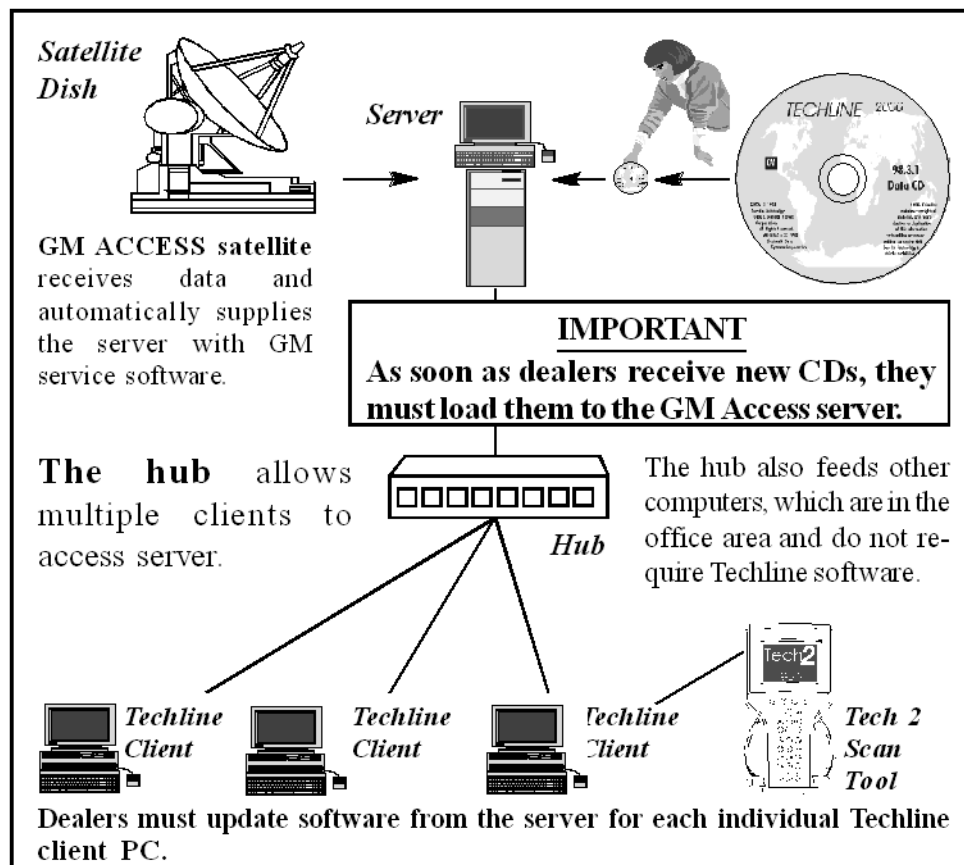 Satellite
Dish
Server
TECHLINE 2000
GM
98.3.1
Data CD
GM ACCESS satellite
receives data and
automatically supplies
the server with GM
service software.
IMPORTANT
As soon as dealers receive new CDs, they
must load them to the GM Access server.
The hub allows
multiple clients to
access server.
Hub
The hub also feeds other
computers, which are in the
office area and do not re-
quire Techline software.
Techline
Client
Techline
Client
Techline
Client
Tech2
Tech 2
Scan
Tool
Dealers must update software from the server for each individual Techline
client PC.